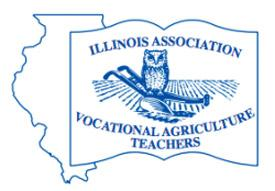 ILLINOIS ASSOCIATION
VOCATIONAL AGRICULTURE
TEACHERS